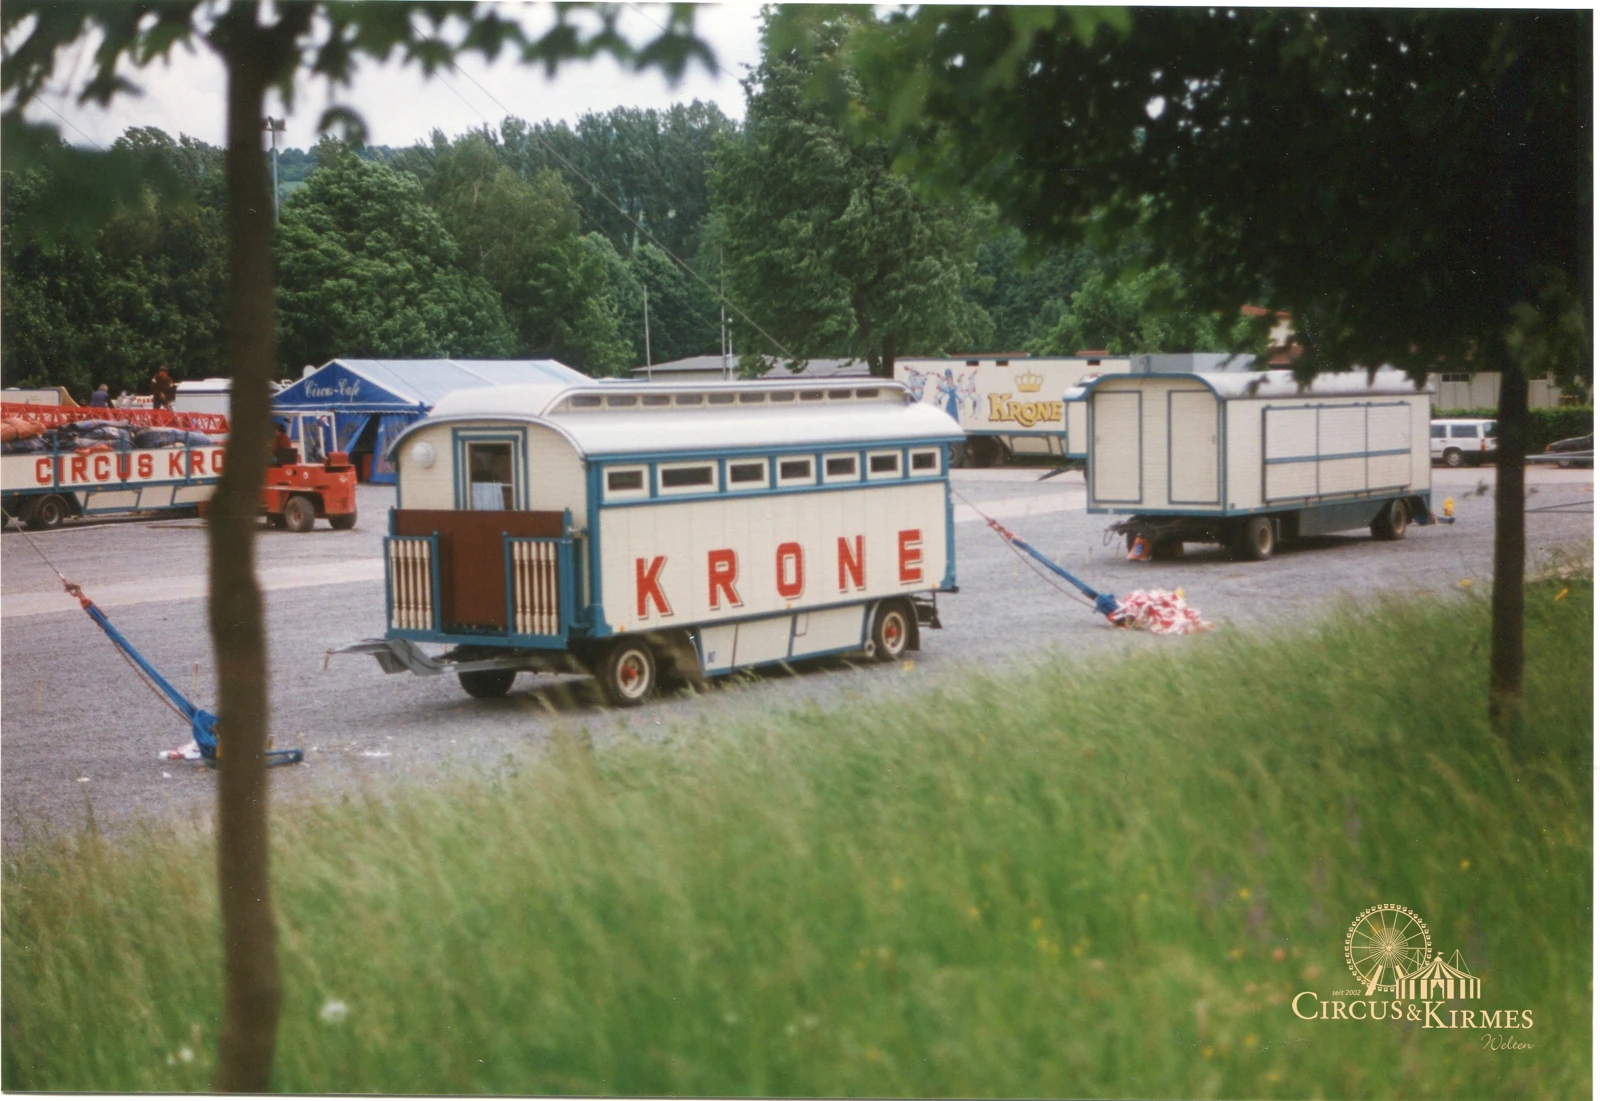 Circus-Café
CIRCUS KRO
KRONE
KRONE
seit 2002
CIRCUS&KIRMES
Welten